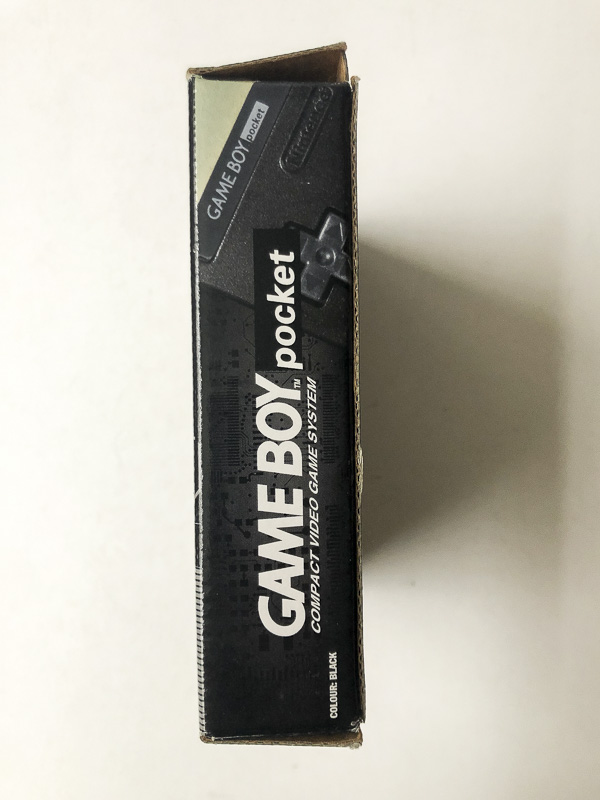 GAME BOY pocket
Nintendo
GAME BOY™ pocket
COMPACT VIDEO GAME SYSTEM
COLOUR: BLACK